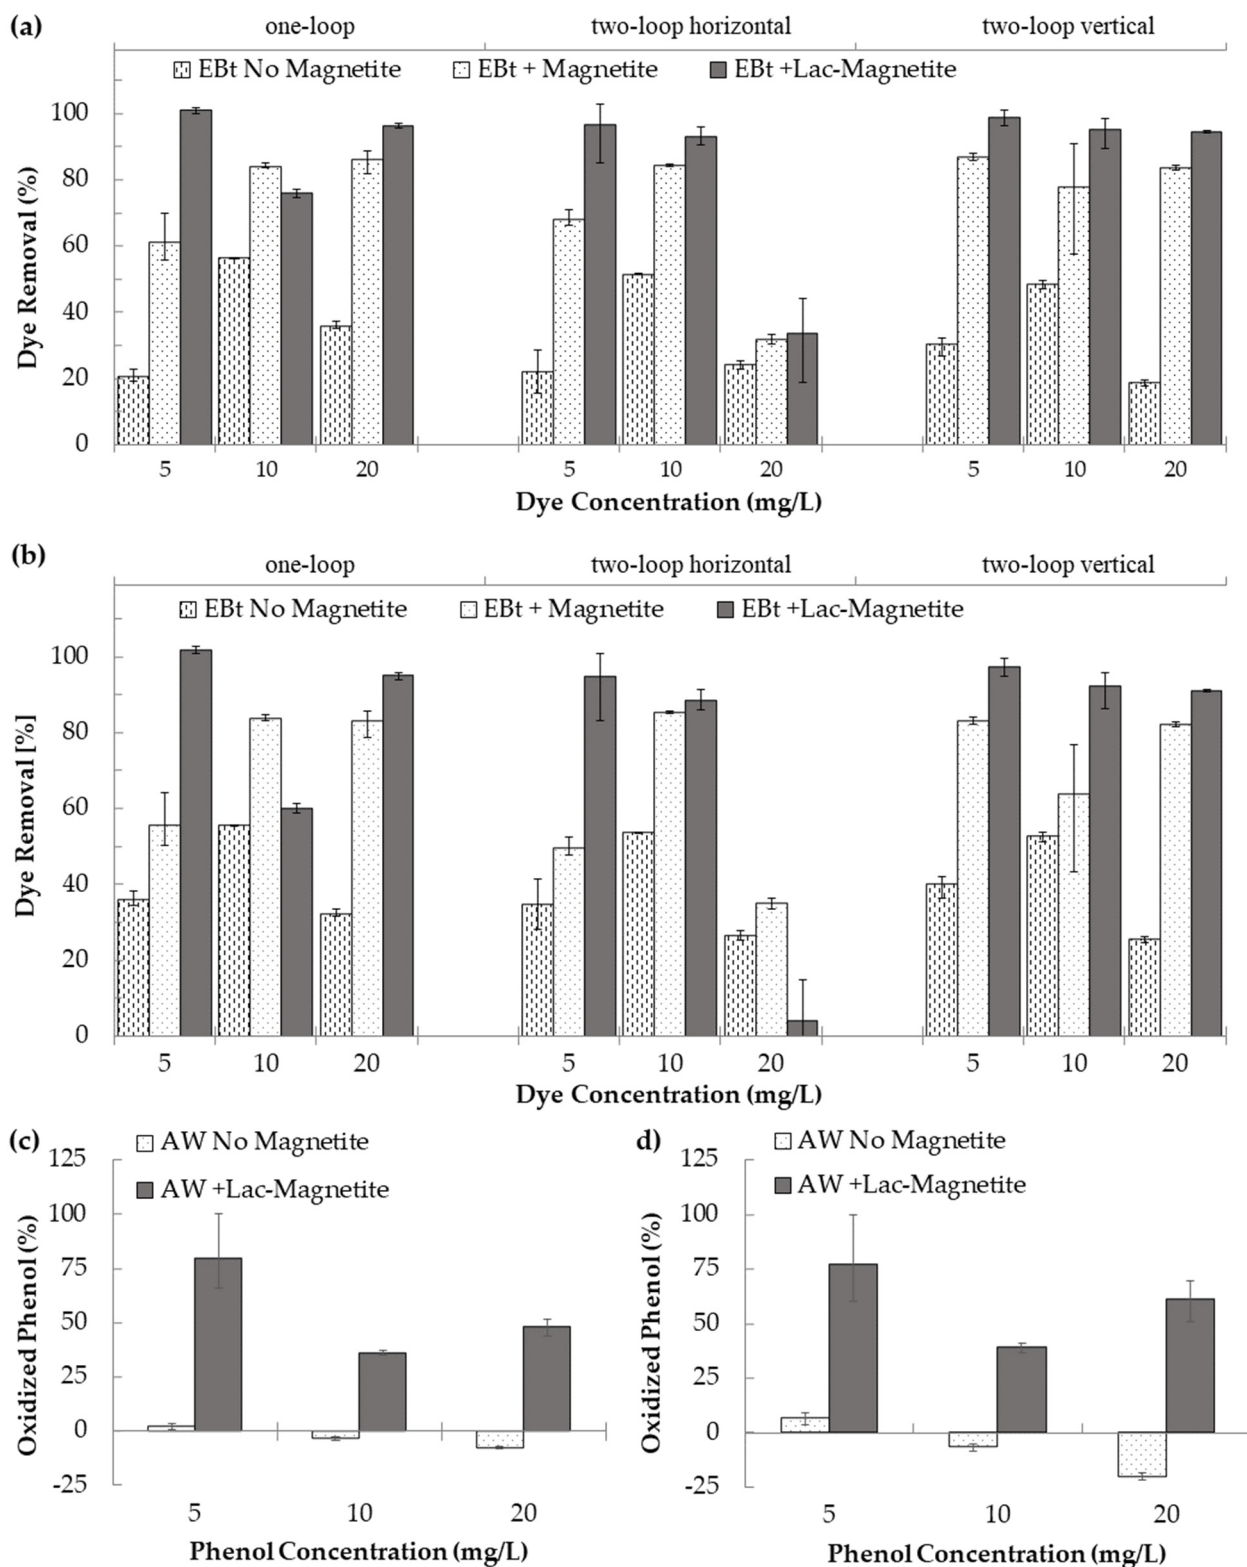 (a)
one-loop two-loop horizontal two-loop vertical
EBt No Magnetite EBt + Magnetite EBt +Lac-Magnetite
Dye Removal (%)
100
80
60
40
20
0
5 10 20 5 10 20 5 10 20
Dye Concentration (mg/L)
(b)
one-loop two-loop horizontal two-loop vertical
EBt No Magnetite EBt + Magnetite EBt +Lac-Magnetite
Dye Removal [%]
100
80
60
40
20
0
5 10 20 5 10 20 5 10 20
Dye Concentration (mg/L)
(c)
AW No Magnetite
AW +Lac-Magnetite
Oxidized Phenol (%)
125
100
75
50
25
0
-25
5 10 20
Phenol Concentration (mg/L)
d)
AW No Magnetite
AW +Lac-Magnetite
Oxidized Phenol (%)
125
100
75
50
25
0
-25
5 10 20
Phenol Concentration (mg/L)